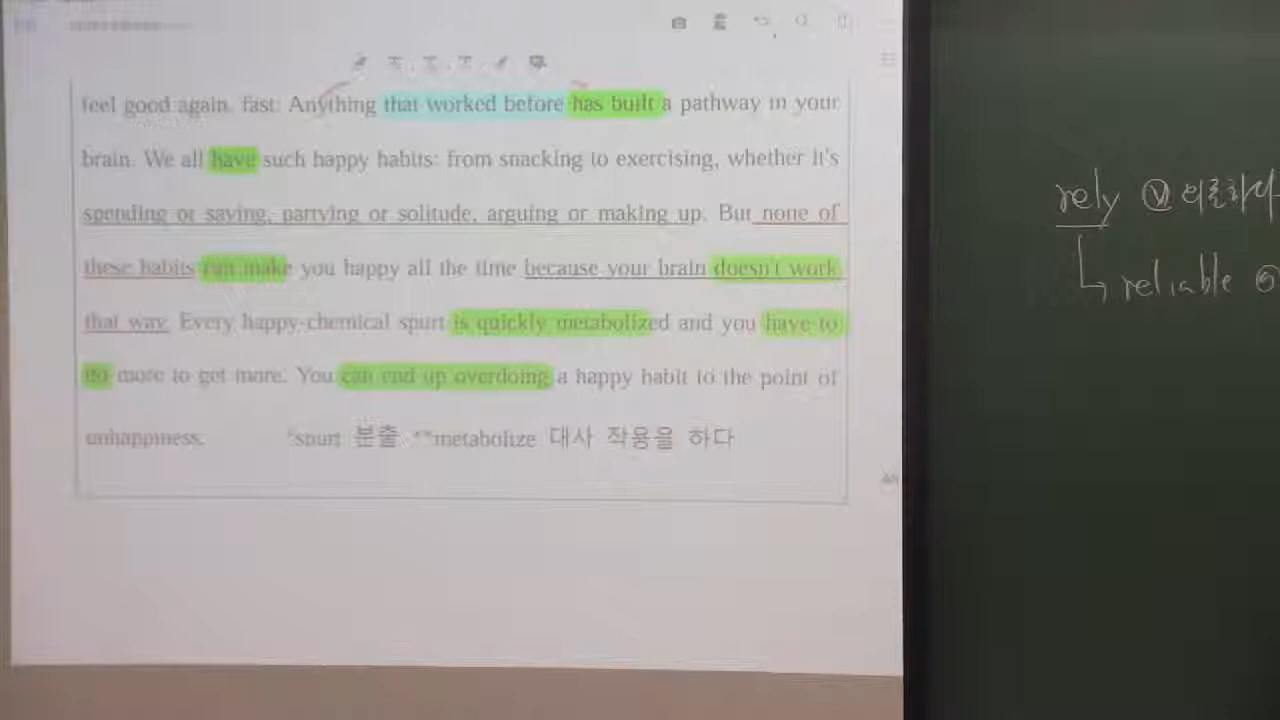 feel good again, fast. Anything that worked before has built a pathway in your
brain. We all have such happy habits: from snacking to exercising, whether it's
spending or saving, partying or solitude, arguing or making up. But none of
these habits can make you happy all the time because your brain doesn't work
that way. Every happy-chemical spurt is quickly metabolized and you have to
do more to get more. You can end up overdoing a happy habit to the point of
unhappiness.
*spurt 분출 **metabolize 대사 작용을 하다
rely ⓥ 의존하다
reliable ⓐ